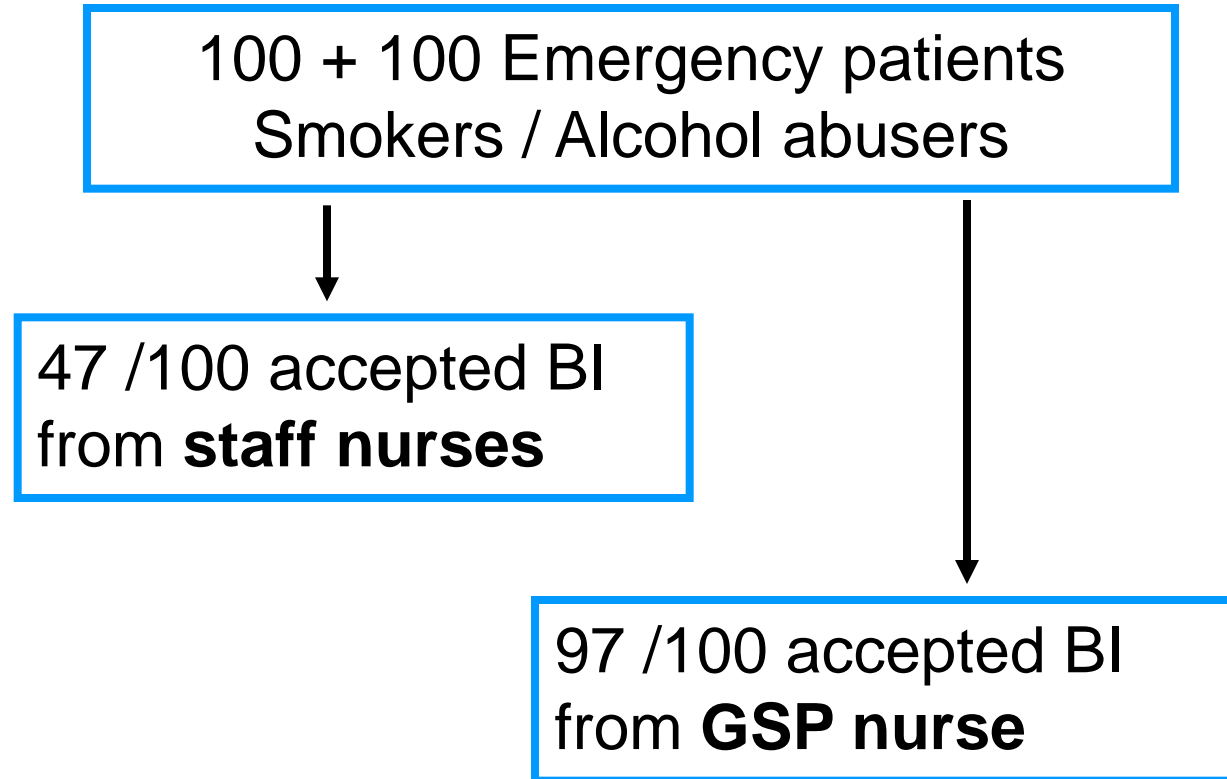 100 + 100 Emergency patients
Smokers / Alcohol abusers
47 /100 accepted BI
from staff nurses
97 /100 accepted BI
from GSP nurse